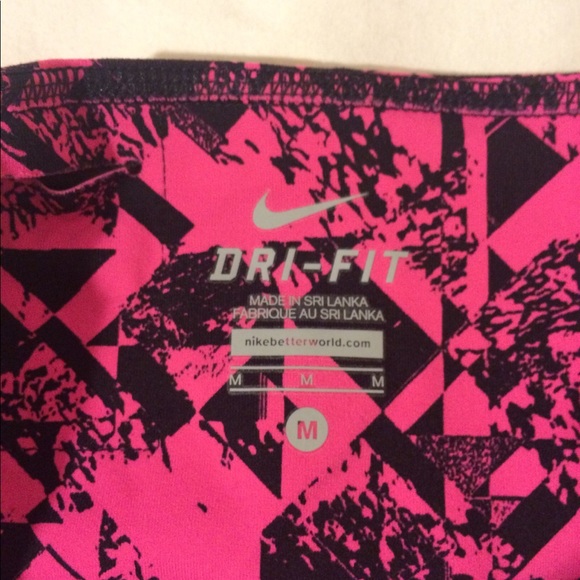 DRI-FIT
MADE IN SRI LANKA
FABRIQUE AU SRI LANKA
nikebetterworld.com
M M M
M